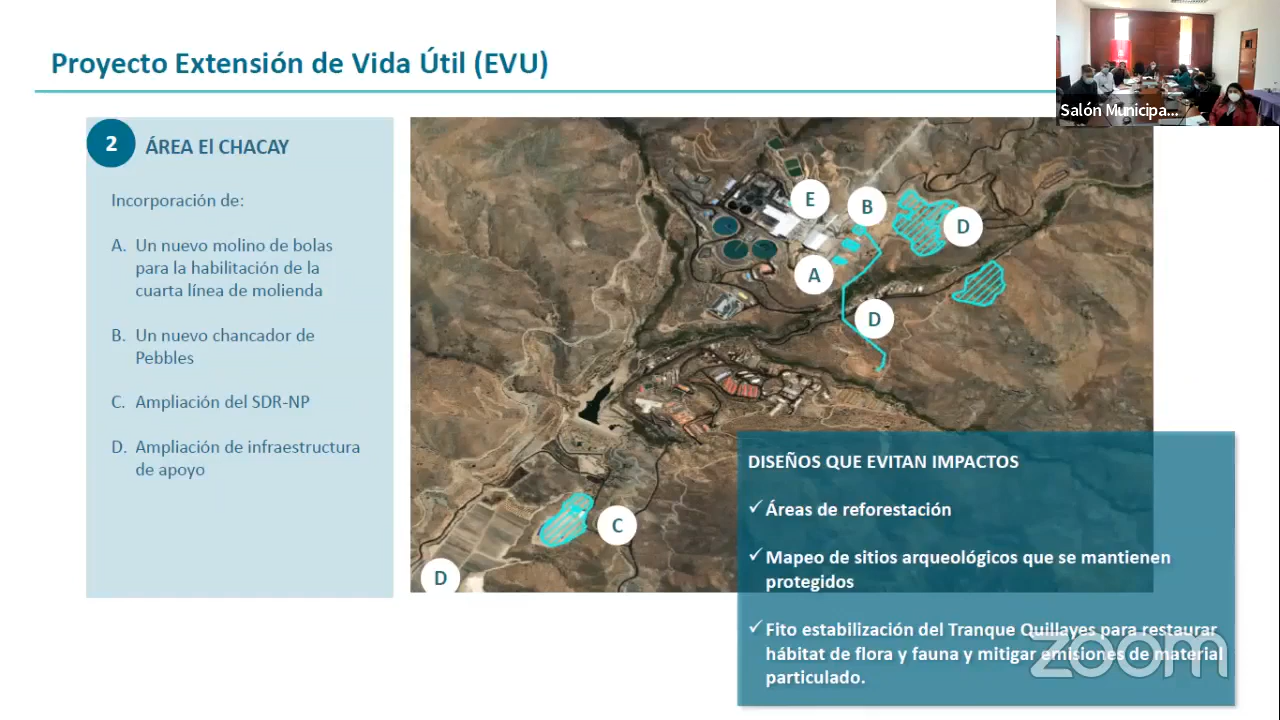 Proyecto Extensión de Vida Útil (EVU)
Salón Municipa...
2
ÁREA El CHACAY
Incorporación de:
A. Un nuevo molino de bolas
para la habilitación de la
cuarta línea de molienda
B. Un nuevo chancador de
Pebbles
C. Ampliación del SDR-NP
D. Ampliación de infraestructura
de apoyo
E
B
D
A
D
C
D
DISEÑOS QUE EVITAN IMPACTOS
✓ Áreas de reforestación
✓ Mapeo de sitios arqueológicos que se mantienen
protegidos
✓ Fito estabilización del Tranque Quillayes para restaurar
hábitat de flora y fauna y mitigar emisiones de material
particulado.
zoom